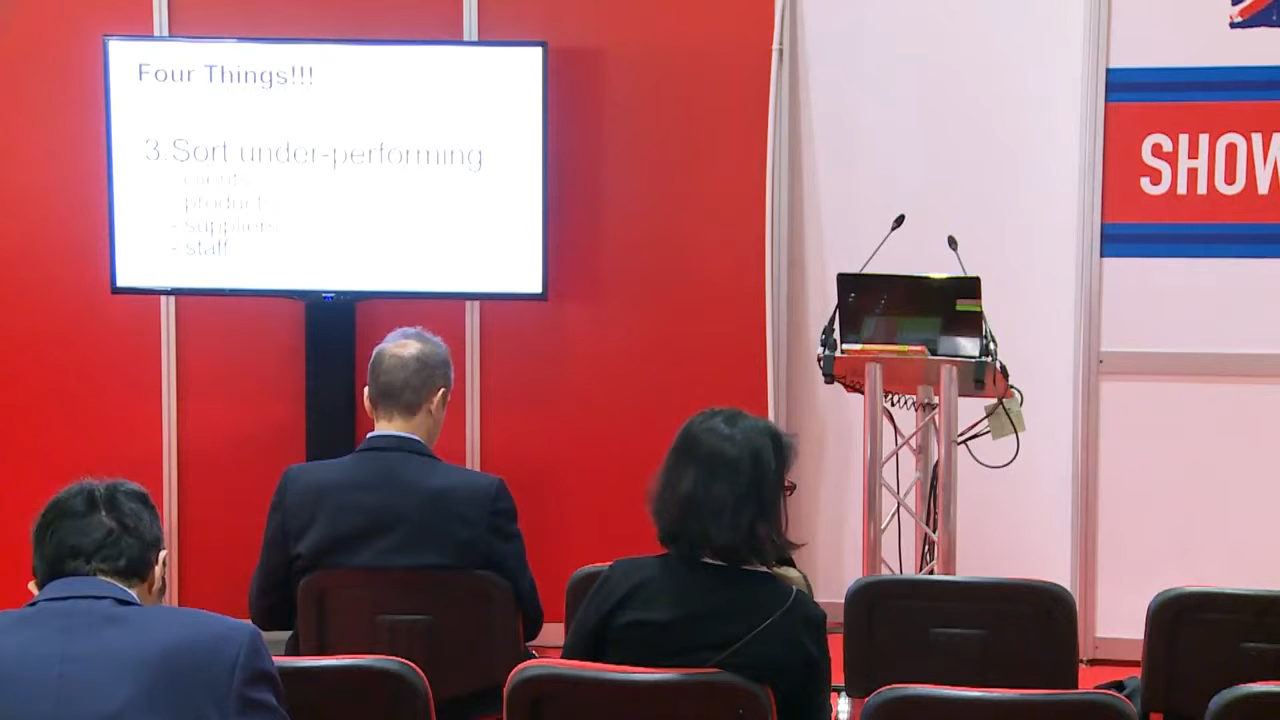 Four Things!!!
3.Sort under-performing
- clients
- products
- suppliers
- staff
SHOW